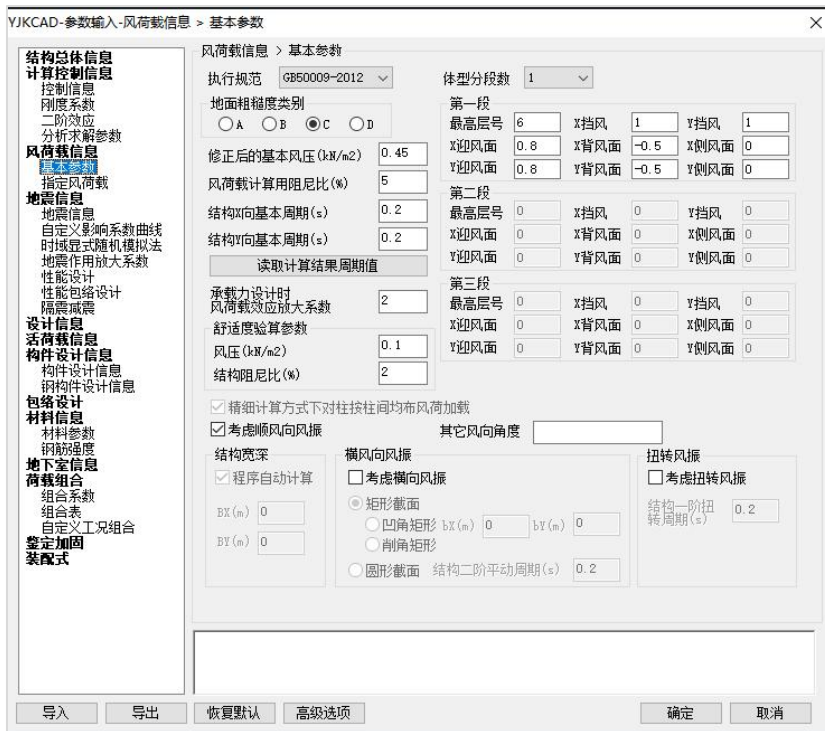 YJKCAD-参数输入-风荷载信息 > 基本参数
结构总体信息
计算控制信息
控制信息
刚度系数
二阶效应
分析求解参数
风荷载信息
基本参数
指定风荷载
地震信息
地震信息
自定义影响系数曲线
时域显式随机模拟法
地震作用放大系数
性能设计
性能包络设计
隔震减震
设计信息
活荷载信息
构件设计信息
构件设计信息
钢构件设计信息
包络设计
材料信息
材料参数
钢筋强度
地下室信息
荷载组合
组合系数
组合表
自定义工况组合
鉴定加固
装配式
风荷载信息 > 基本参数
执行规范 GB50009-2012
体型分段数 1
地面粗糙度类别
A B C D
修正后的基本风压(kN/m2) 0.45
风荷载计算用阻尼比(%) 5
结构X向基本周期(s) 0.2
结构Y向基本周期(s) 0.2
读取计算结果周期值
承载力设计时
风荷载效应放大系数 2
舒适度验算参数
风压(kN/m2) 0.1
结构阻尼比(%) 2
第一段
最高层号 6 X挡风 1 Y挡风 1
X迎风面 0.8 X背风面 -0.5 X侧风面 0
Y迎风面 0.8 Y背风面 -0.5 Y侧风面 0
第二段
最高层号 0 X挡风 0 Y挡风 0
X迎风面 0 X背风面 0 X侧风面 0
Y迎风面 0 Y背风面 0 Y侧风面 0
第三段
最高层号 0 X挡风 0 Y挡风 0
X迎风面 0 X背风面 0 X侧风面 0
Y迎风面 0 Y背风面 0 Y侧风面 0
精细计算方式下对柱按柱间均布风荷加载
考虑顺风向风振 其它风向角度
结构宽深
程序自动计算
BX(m) 0
BY(m) 0
横风向风振
考虑横向风振
矩形截面
凹角矩形 bX(m) 0 bY(m) 0
削角矩形
圆形截面 结构二阶平动周期(s) 0.2
扭转风振
考虑扭转风振
结构一阶扭
转周期(s) 0.2
导入 导出 恢复默认 高级选项 确定 取消